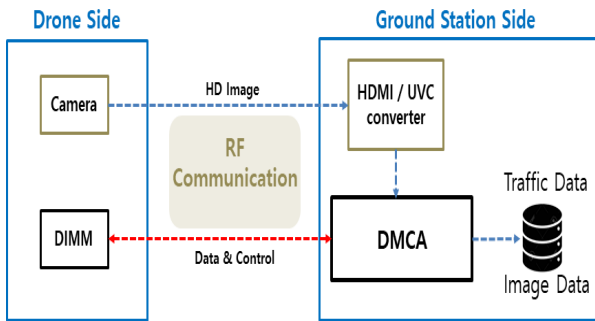 Drone Side
Ground Station Side
Camera
HD Image
HDMI / UVC
converter
RF
Communication
Traffic Data
DIMM
Data & Control
DMCA
Image Data